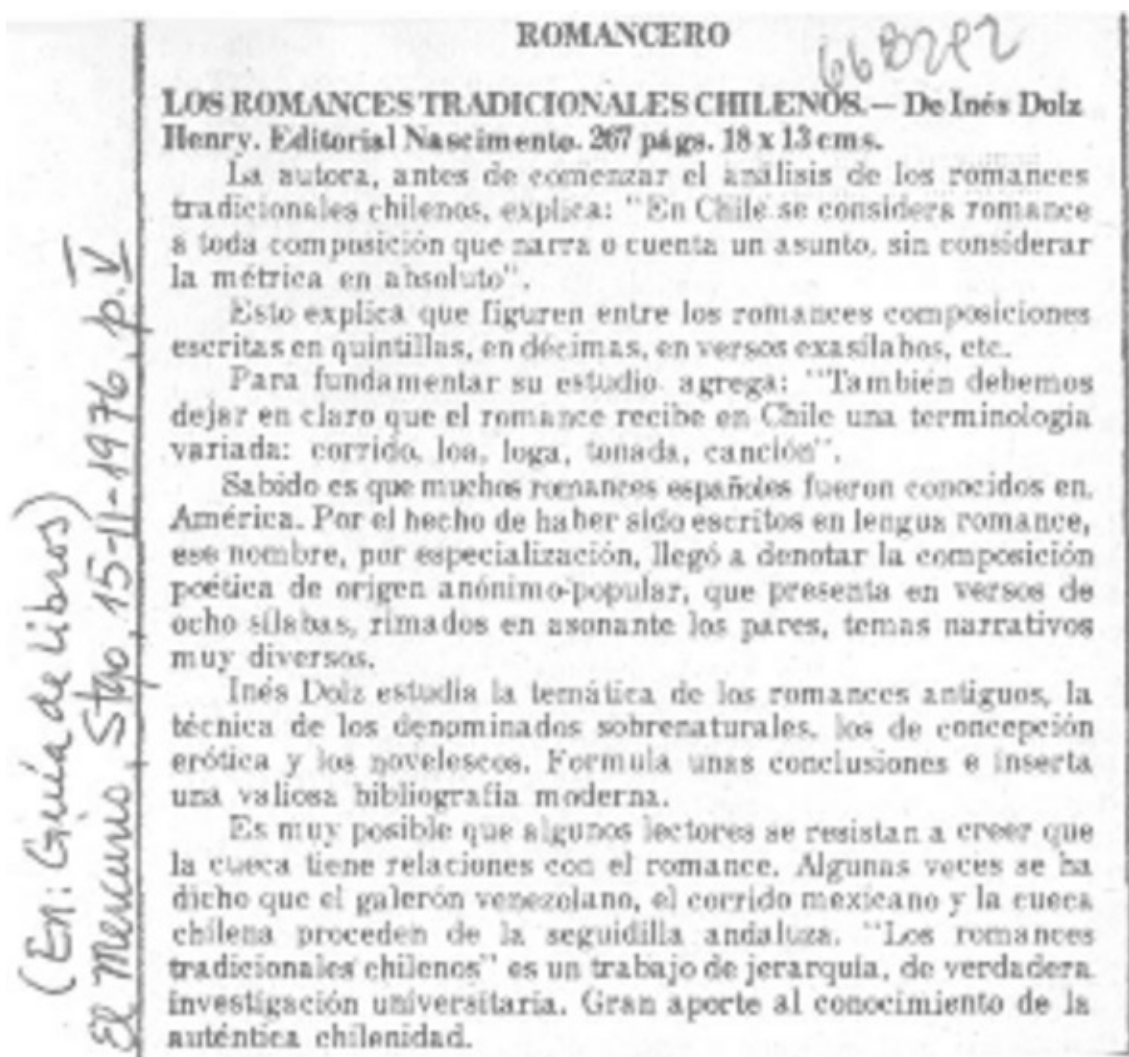 ROMANCERO
668292
LOS ROMANCES TRADICIONALES CHILENOS.— De Inés Dolz
Henry. Editorial Nascimento. 267 págs. 18 x 13 cms.
La autora, antes de comenzar el análisis de los romances
tradicionales chilenos, explica: "En Chile se considera romance
a toda composición que narra o cuenta un asunto, sin considerar
la métrica en absoluto".
Esto explica que figuren entre los romances composiciones
escritas en quintillas, en décimas, en versos exasílabos, etc.
Para fundamentar su estudio agrega: "También debemos
dejar en claro que el romance recibe en Chile una terminología
variada: corrido, loa, loga, tonada, canción".
Sabido es que muchos romances españoles fueron conocidos en
América. Por el hecho de haber sido escritos en lengua romance,
ese nombre, por especialización, llegó a denotar la composición
poética de origen anónimo-popular, que presenta en versos de
ocho sílabas, rimados en asonante los pares, temas narrativos
muy diversos.
Inés Dolz estudia la temática de los romances antiguos, la
técnica de los denominados sobrenaturales, los de concepción
erótica y los novelescos. Formula unas conclusiones e inserta
una valiosa bibliografía moderna.
Es muy posible que algunos lectores se resistan a creer que
la cueca tiene relaciones con el romance. Algunas veces se ha
dicho que el galerón venezolano, el corrido mexicano y la cueca
chilena proceden de la seguidilla andaluza. "Los romances
tradicionales chilenos" es un trabajo de jerarquía, de verdadera
investigación universitaria. Gran aporte al conocimiento de la
auténtica chilenidad.
(En: Guía de Libros)
El Mercurio, Stgo, 15-II-1976, p. V